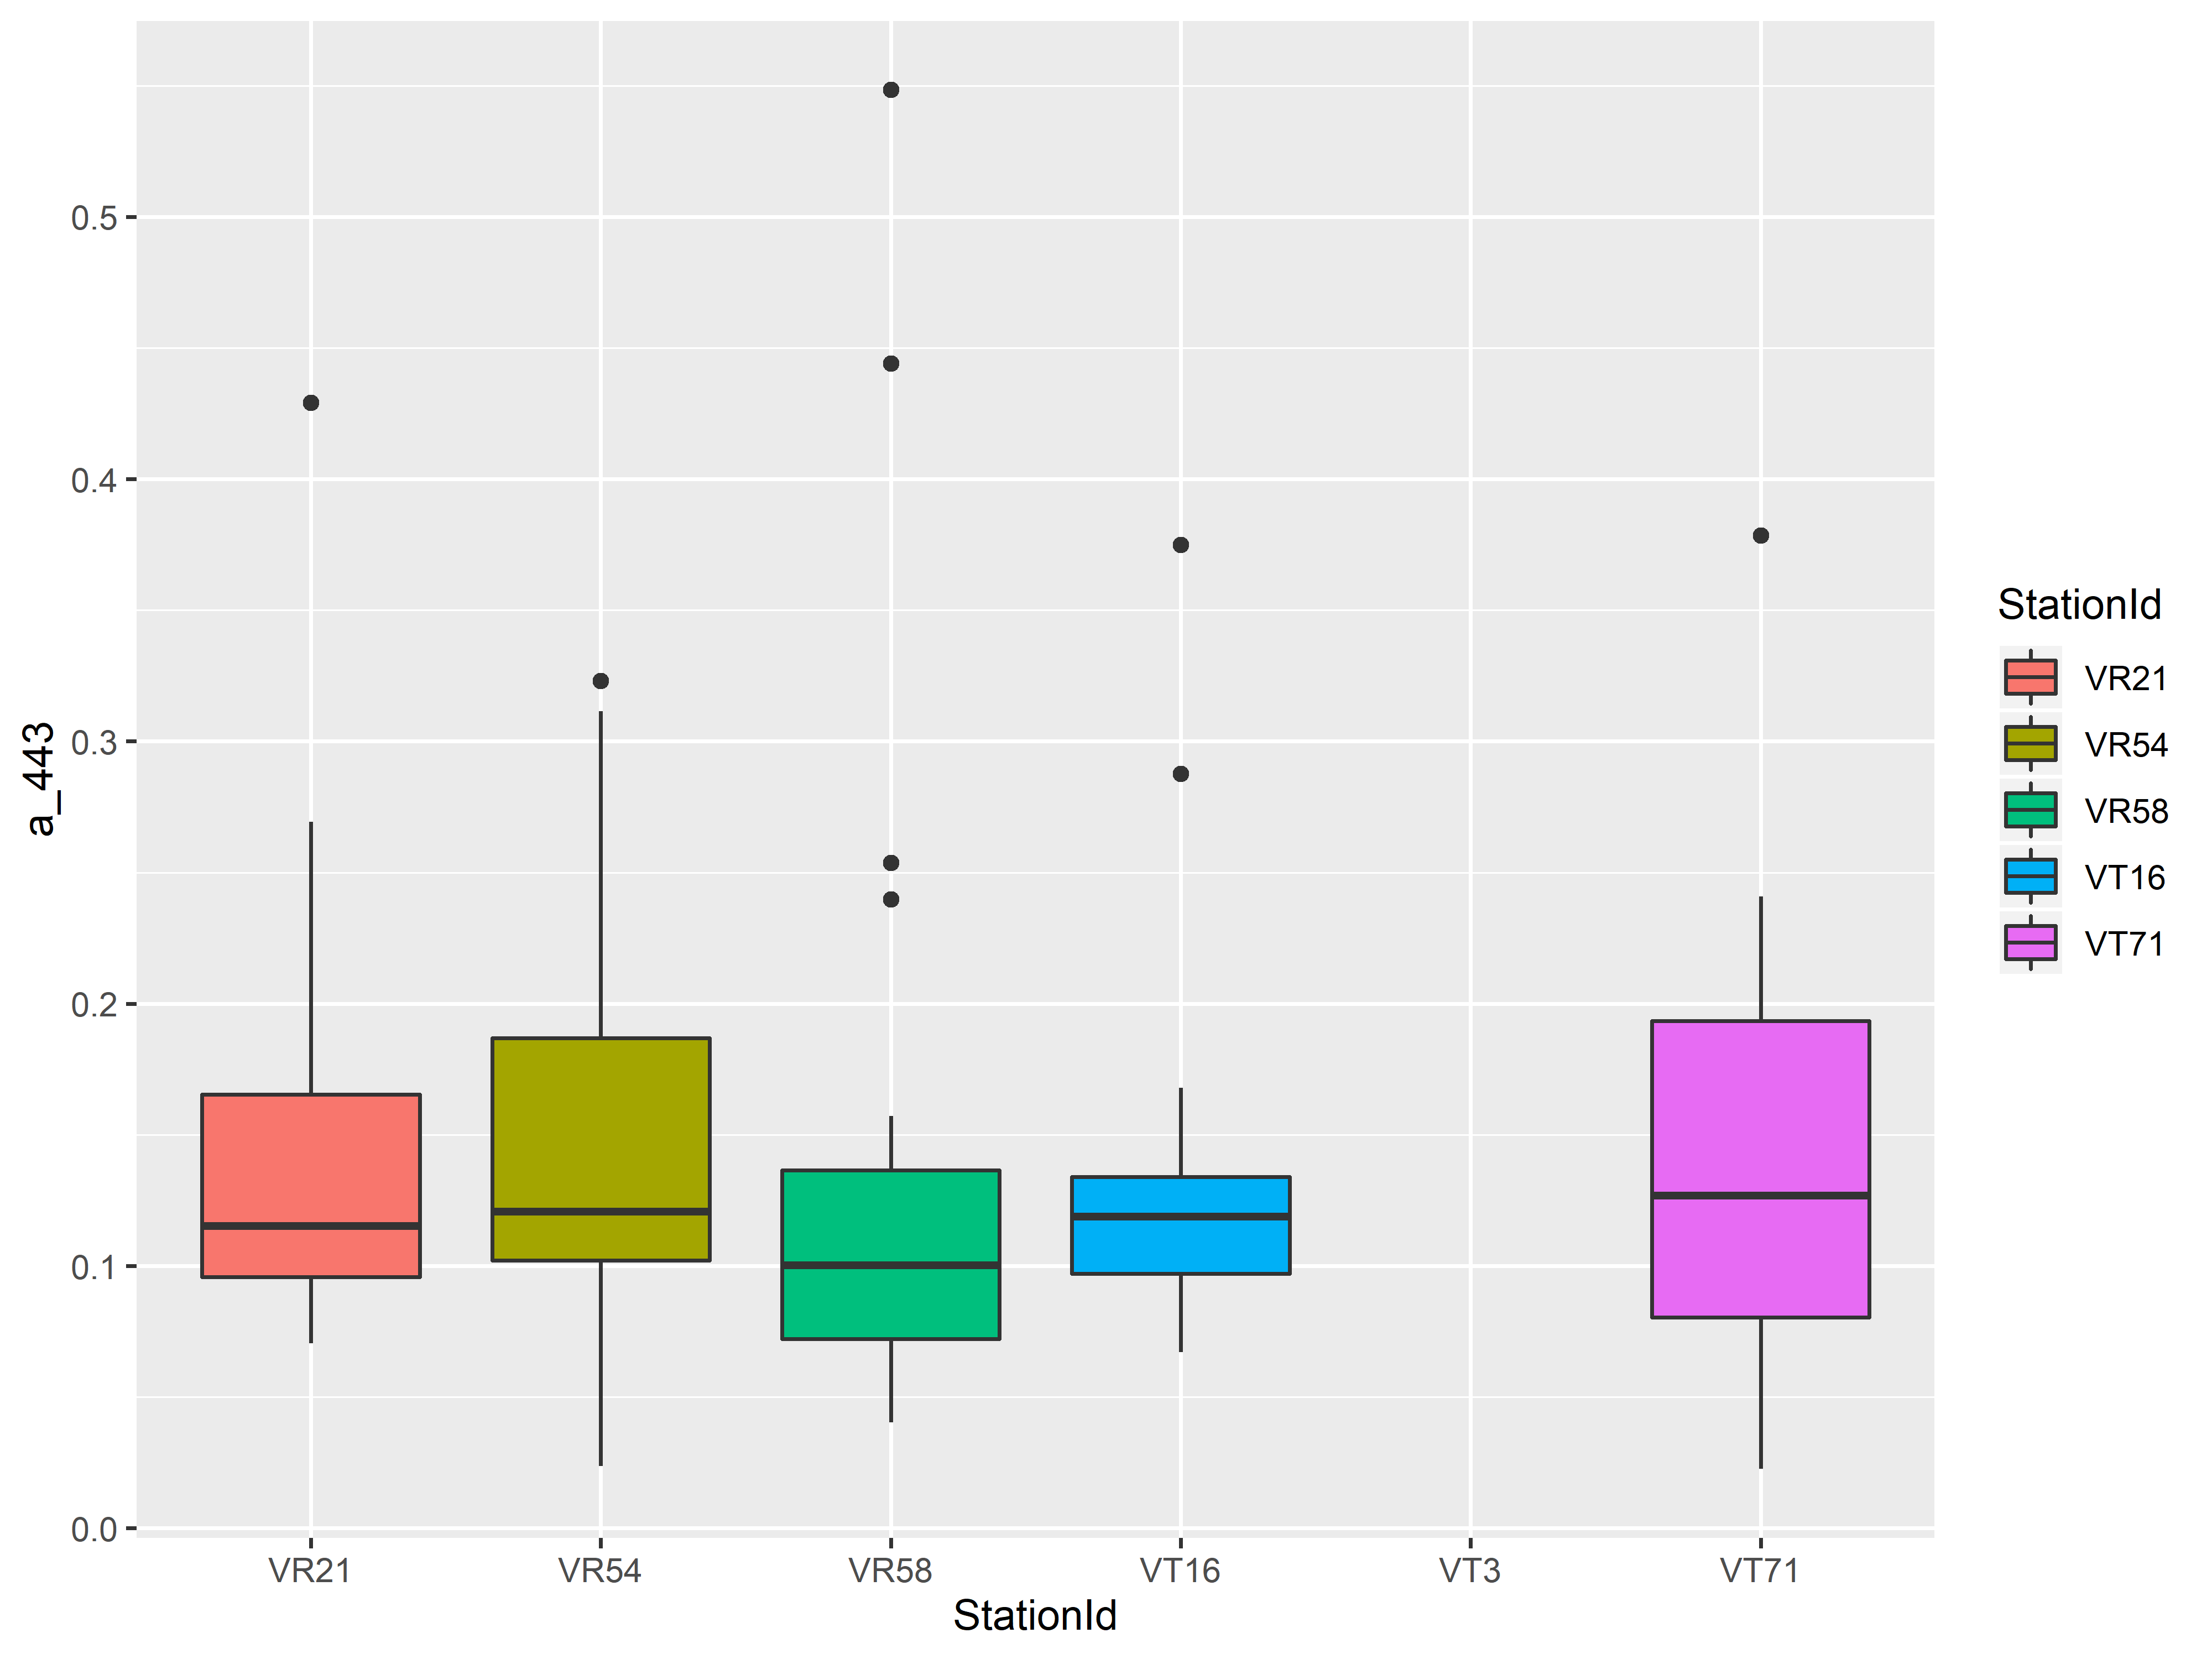 a_443
0.5
0.4
0.3
0.2
0.1
0.0
VR21 VR54 VR58 VT16 VT3 VT71
StationId
StationId
VR21
VR54
VR58
VT16
VT71